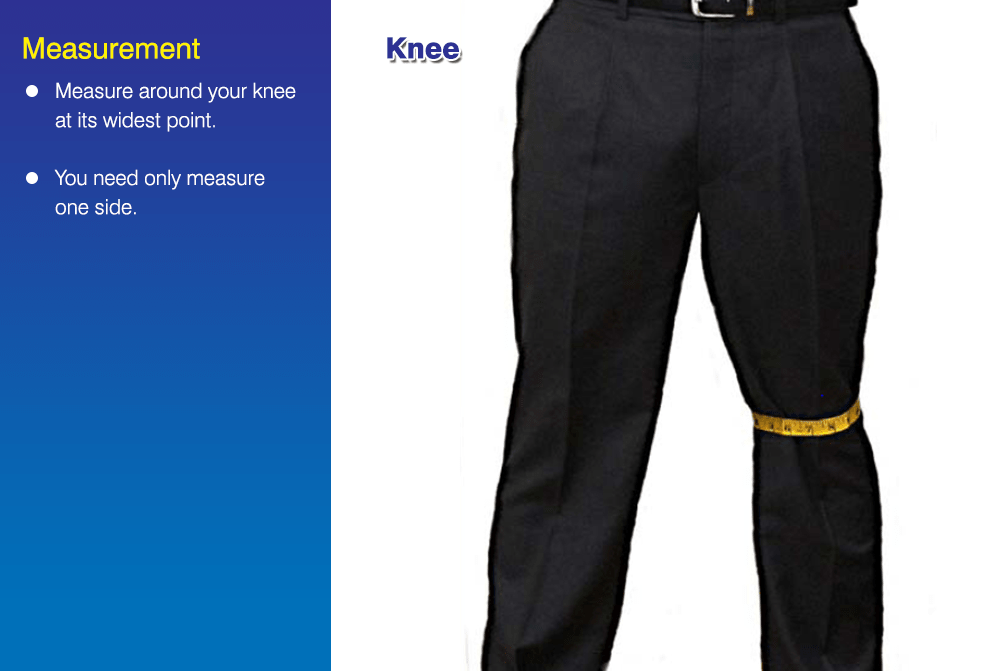 Measurement
Knee
Measure around your knee
at its widest point.
You need only measure
one side.